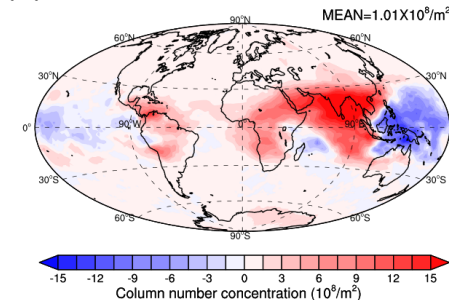 MEAN=1.01X10⁸/m²
90°N
60°N 60°N
30°N 30°N
0° 90°W 90°E 0°
30°S 30°S
60°S 60°S
90°S
-15 -12 -9 -6 -3 0 3 6 9 12 15
Column number concentration (10⁸/m²)